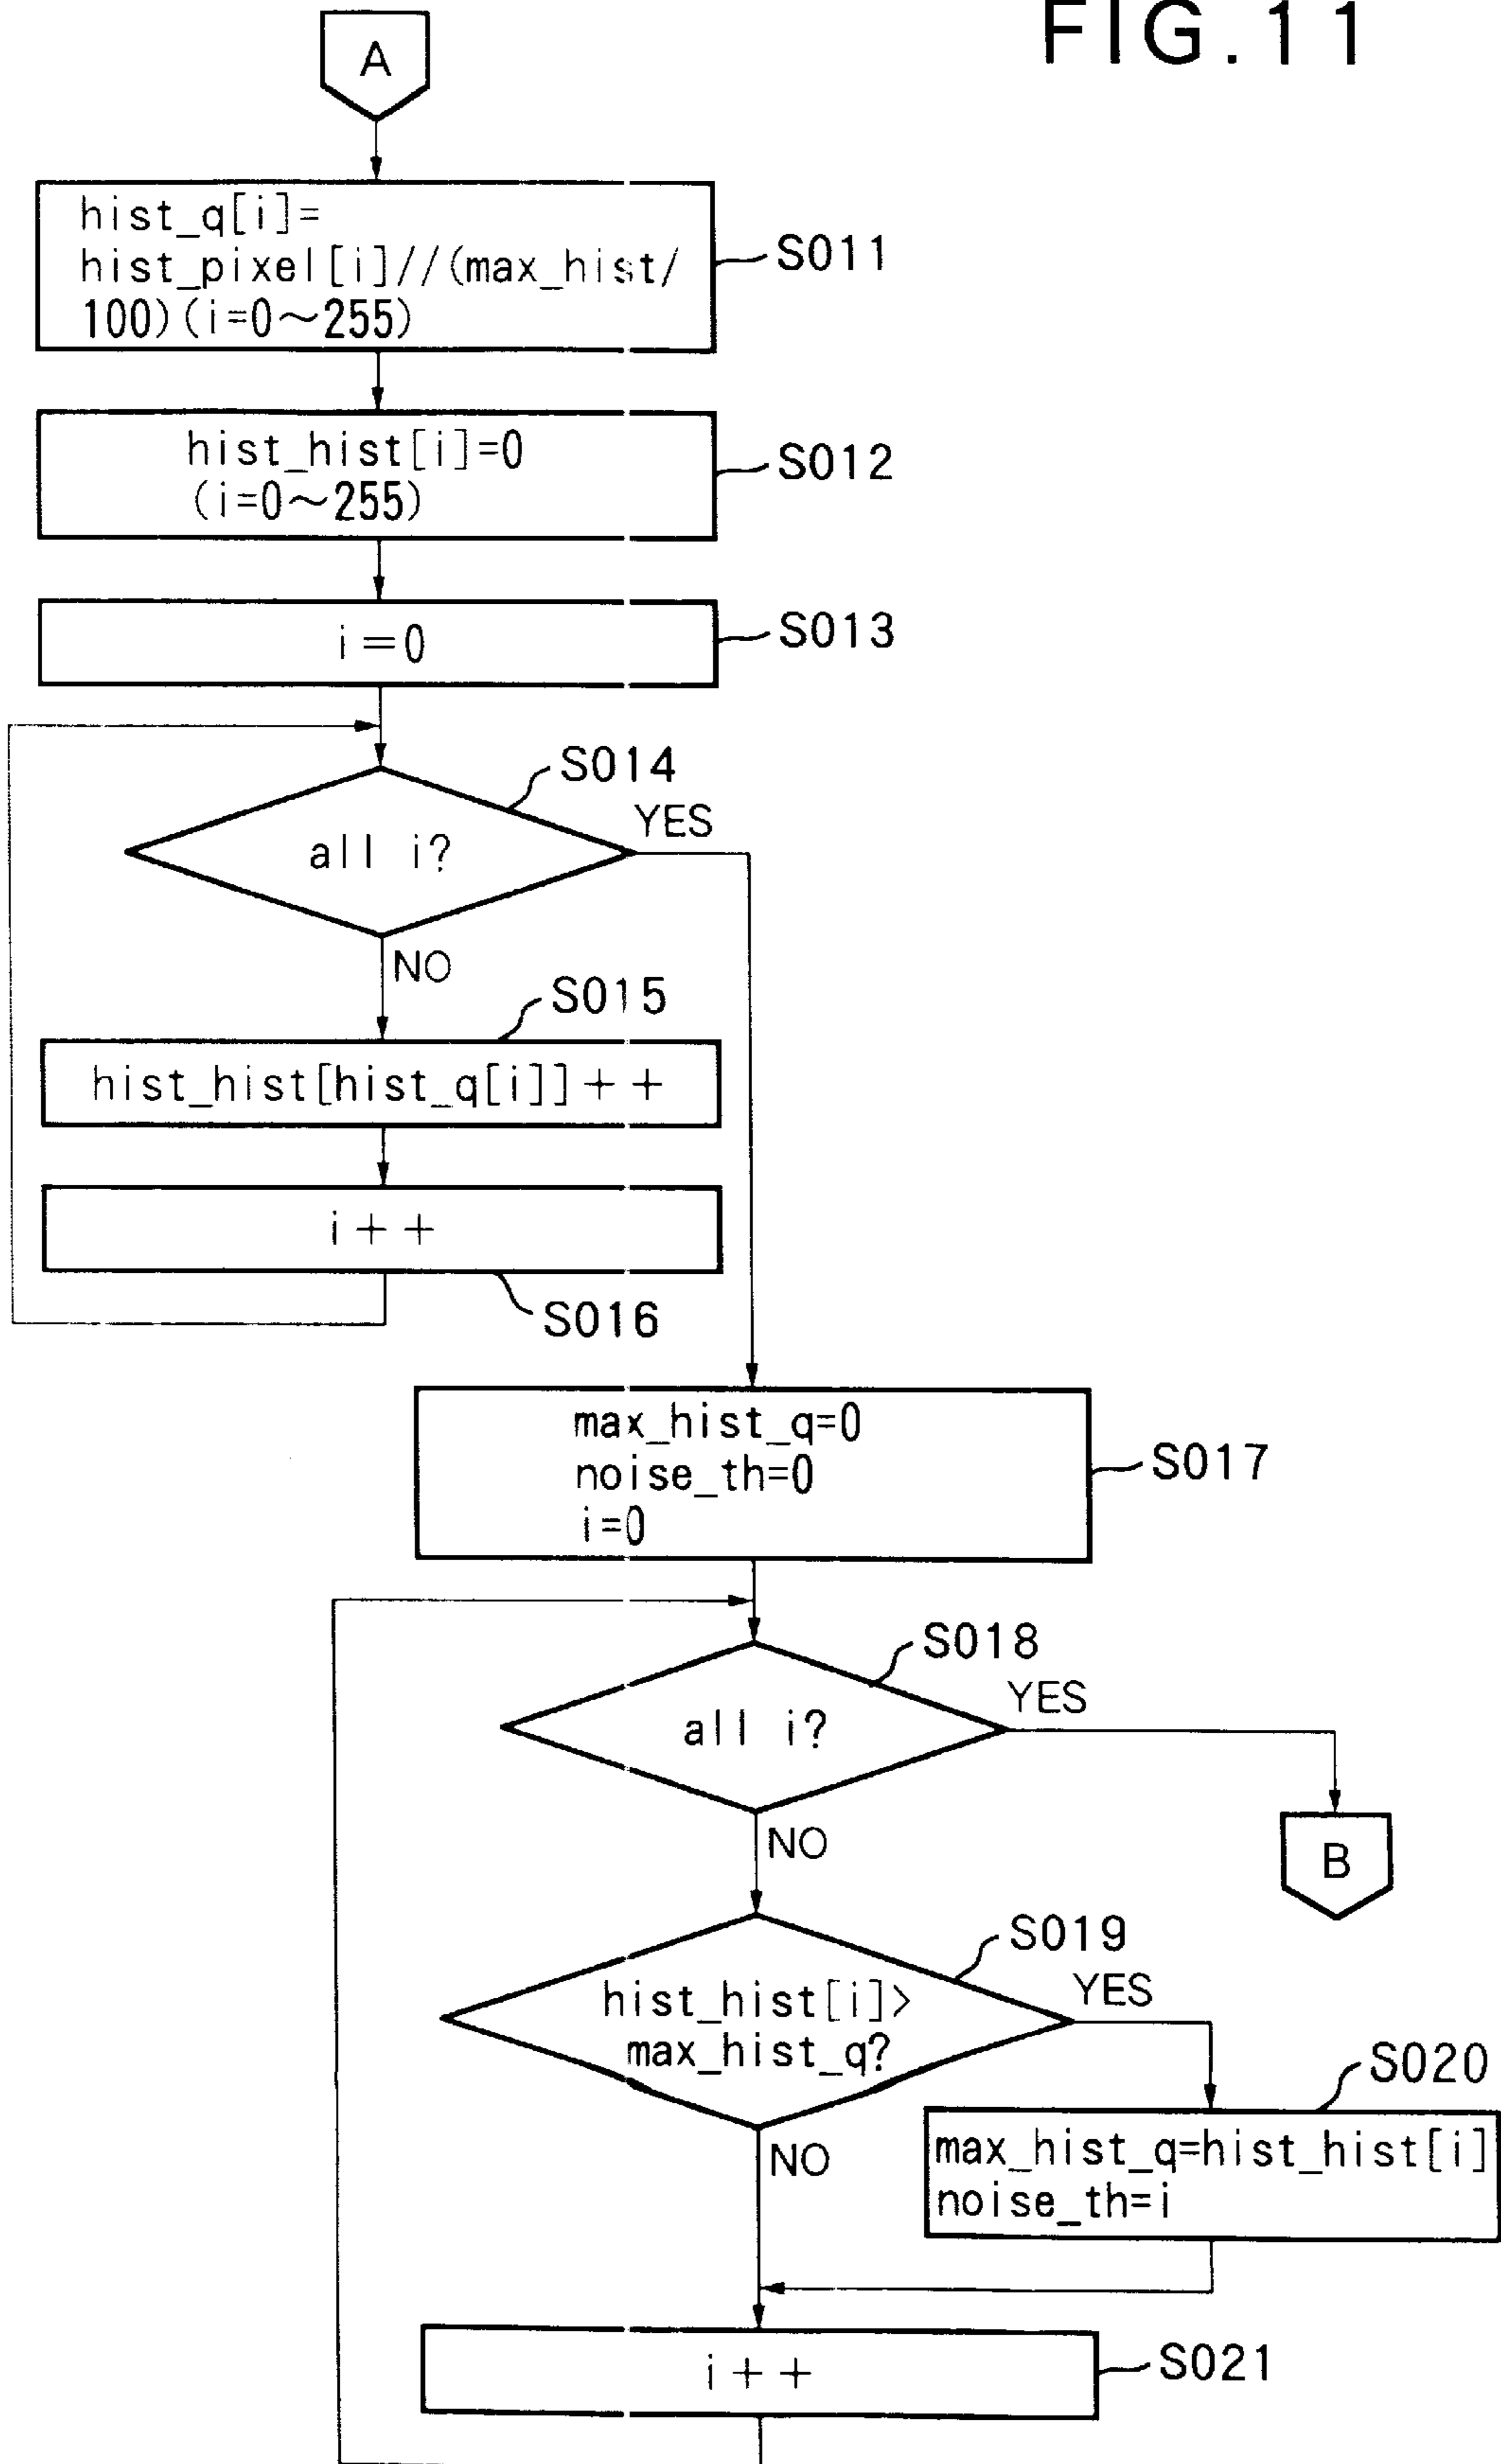 FIG.11
A
hist_q[i]=
hist_pixel[i]//(max_hist/
100)(i=0～255)
S011
hist_hist[i]=0
(i=0～255)
S012
i=0
S013
S014
all i?
YES
NO
S015
hist_hist[hist_q[i]]++
i++
S016
max_hist_q=0
noise_th=0
i=0
S017
S018
all i?
YES
NO
B
S019
hist_hist[i]>
max_hist_q?
YES
NO
S020
max_hist_q=hist_hist[i]
noise_th=i
i++
S021